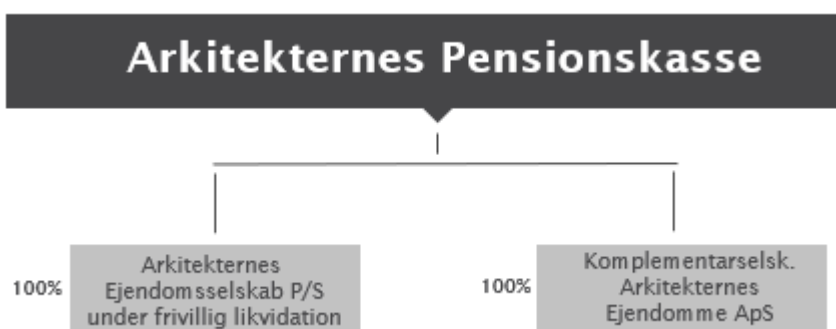 Arkitekternes Pensionskasse
100%
Arkitekternes
Ejendomsselskab P/S
under frivillig likvidation
100%
Komplementarselsk.
Arkitekternes
Ejendomme ApS